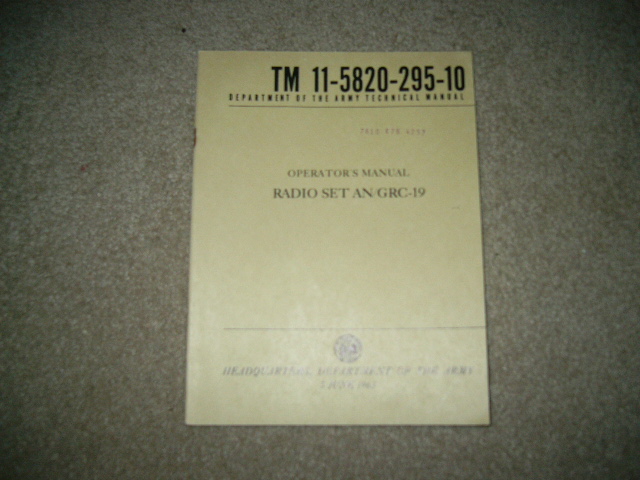 TM 11-5820-295-10
DEPARTMENT OF THE ARMY TECHNICAL MANUAL
OPERATOR'S MANUAL
RADIO SET AN/GRC-19
HEADQUARTERS, DEPARTMENT OF THE ARMY